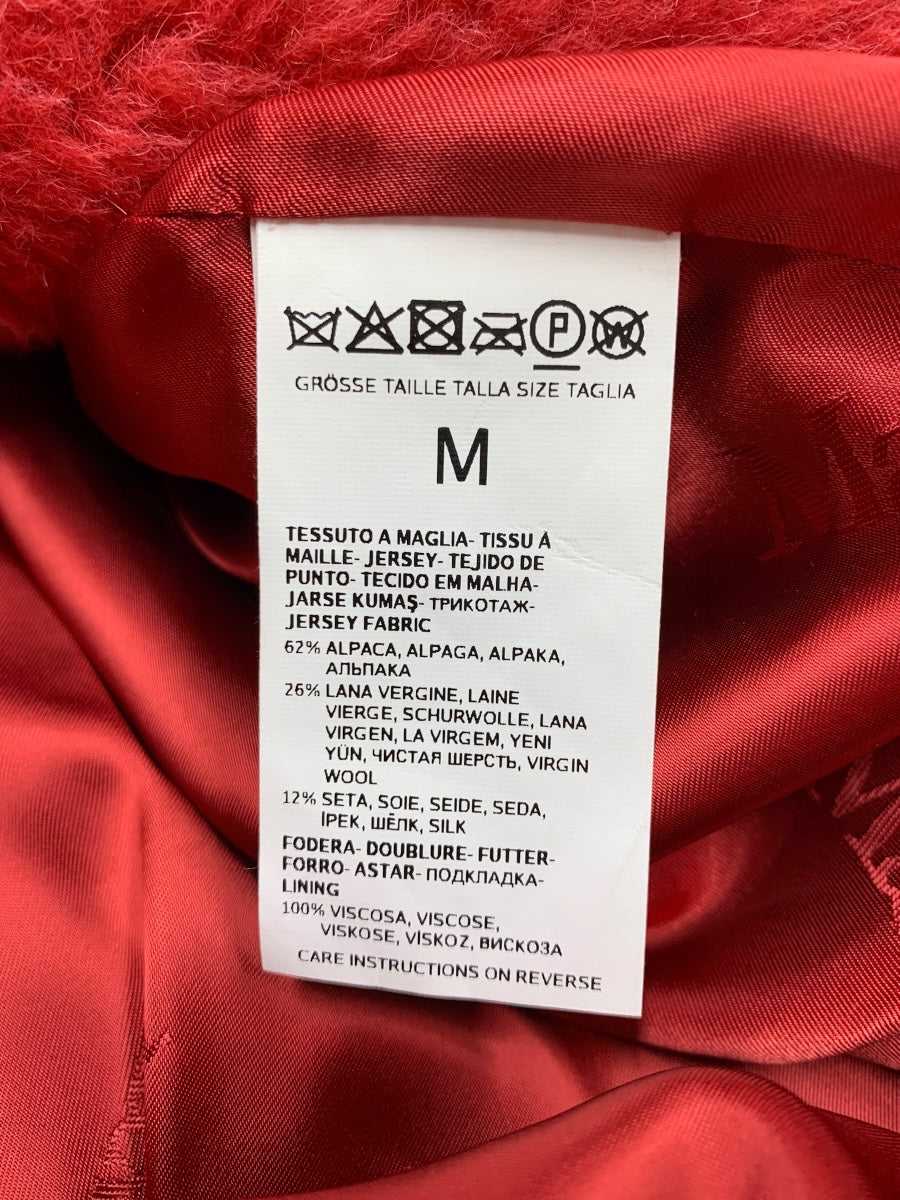 P W
GRÖSSE TAILLE TALLA SIZE TAGLIA
M
TESSUTO A MAGLIA- TISSU À
MAILLE- JERSEY- TEJIDO DE
PUNTO- TECIDO EM MALHA-
JARSE KUMAŞ- ТРИКОТАЖ-
JERSEY FABRIC
62% ALPACA, ALPAGA, ALPAKA,
АЛЬПАКА
26% LANA VERGINE, LAINE
VIERGE, SCHURWOLLE, LANA
VIRGEN, LA VIRGEM, YENI
YÜN, ЧИСТАЯ ШЕРСТЬ, VIRGIN
WOOL
12% SETA, SOIE, SEIDE, SEDA,
İPEK, ШЁЛК, SILK
FODERA- DOUBLURE- FUTTER-
FORRO- ASTAR- ПОДКЛАДКА-
LINING
100% VISCOSA, VISCOSE,
VISKOSE, VİSKOZ, ВИСКОЗА
CARE INSTRUCTIONS ON REVERSE